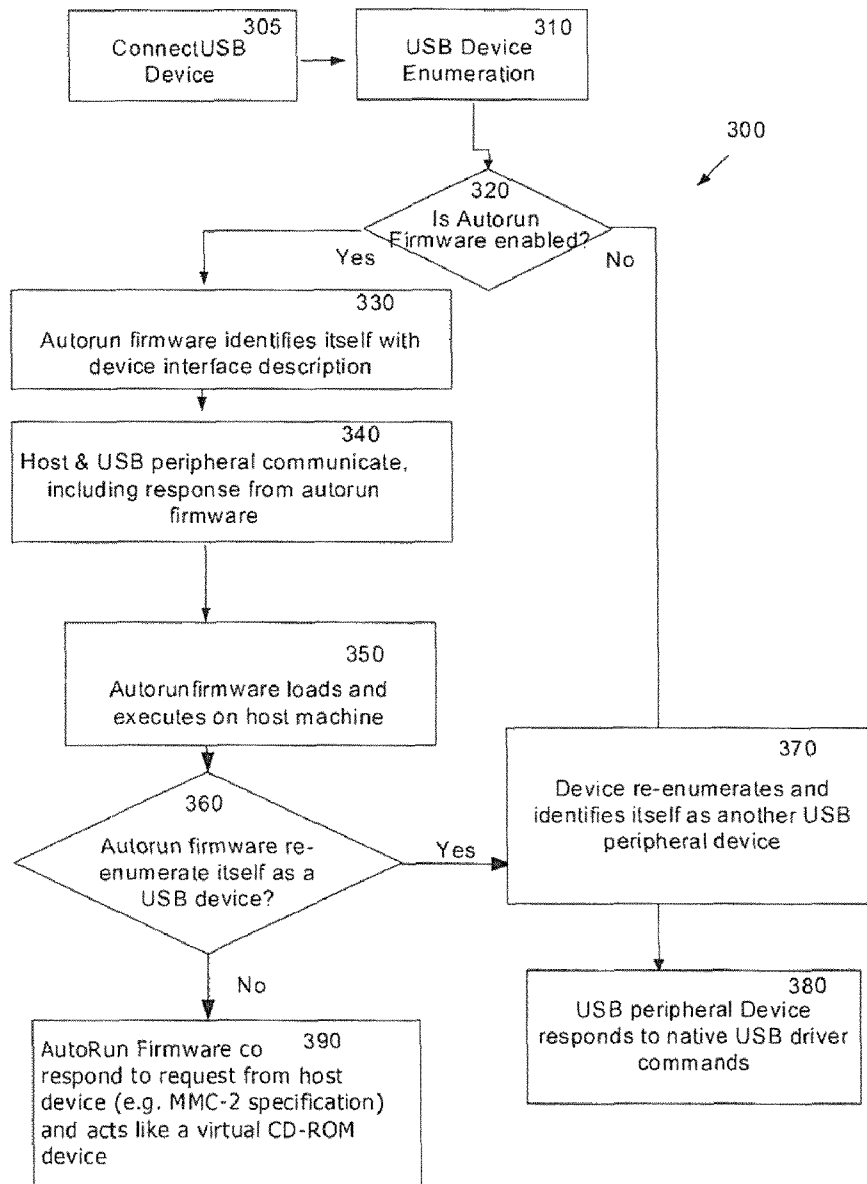 305
ConnectUSB
Device
310
USB Device
Enumeration
300
320
Is Autorun
Firmware enabled?
Yes
No
330
Autorun firmware identifies itself with
device interface description
340
Host & USB peripheral communicate,
including response from autorun
firmware
350
Autorunfirmware loads and
executes on host machine
360
Autorun firmware re-
enumerate itself as a
USB device?
Yes
No
370
Device re-enumerates and
identifies itself as another USB
peripheral device
380
USB peripheral Device
responds to native USB driver
commands
AutoRun Firmware co 390
respond to request from host
device (e.g. MMC-2 specification)
and acts like a virtual CD-ROM
device